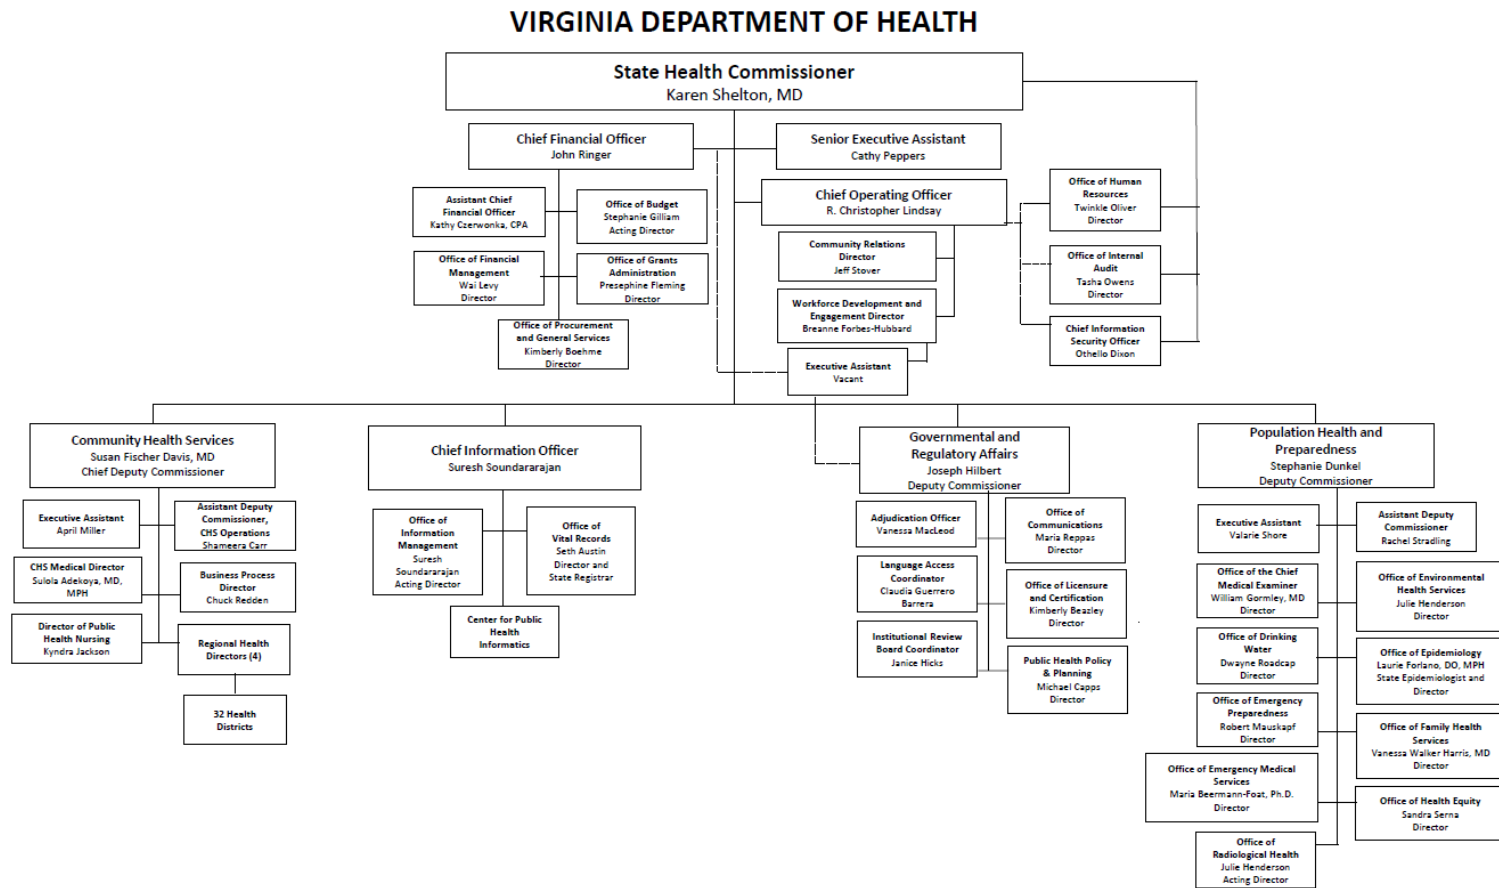 VIRGINIA DEPARTMENT OF HEALTH
State Health Commissioner
Karen Shelton, MD
Chief Financial Officer
John Ringer
Senior Executive Assistant
Cathy Peppers
Assistant Chief
Financial Officer
Kathy Czerwonka, CPA
Office of Budget
Stephanie Gilliam
Acting Director
Office of Financial
Management
Wai Levy
Director
Office of Grants
Administration
Presephine Fleming
Director
Office of Procurement
and General Services
Kimberly Boehme
Director
Chief Operating Officer
R. Christopher Lindsay
Community Relations
Director
Jeff Stover
Workforce Development and
Engagement Director
Breanne Forbes-Hubbard
Executive Assistant
Vacant
Office of Human
Resources
Twinkle Oliver
Director
Office of Internal
Audit
Tasha Owens
Director
Chief Information
Security Officer
Othello Dixon
Community Health Services
Susan Fischer Davis, MD
Chief Deputy Commissioner
Executive Assistant
April Miller
Assistant Deputy
Commissioner,
CHS Operations
Shameera Carr
CHS Medical Director
Sulola Adekoya, MD,
MPH
Business Process
Director
Chuck Redden
Director of Public
Health Nursing
Kyndra Jackson
Regional Health
Directors (4)
32 Health
Districts
Chief Information Officer
Suresh Soundararajan
Office of
Information
Management
Suresh
Soundararajan
Acting Director
Office of
Vital Records
Seth Austin
Director and
State Registrar
Center for Public
Health
Informatics
Governmental and
Regulatory Affairs
Joseph Hilbert
Deputy Commissioner
Adjudication Officer
Vanessa MacLeod
Office of
Communications
Maria Reppas
Director
Language Access
Coordinator
Claudia Guerrero
Barrera
Office of Licensure
and Certification
Kimberly Beazley
Director
Institutional Review
Board Coordinator
Janice Hicks
Public Health Policy
& Planning
Michael Capps
Director
Population Health and
Preparedness
Stephanie Dunkel
Deputy Commissioner
Executive Assistant
Valarie Shore
Assistant Deputy
Commissioner
Rachel Stradling
Office of the Chief
Medical Examiner
William Gormley, MD
Director
Office of Environmental
Health Services
Julie Henderson
Director
Office of Drinking
Water
Dwayne Roadcap
Director
Office of Epidemiology
Laurie Forlano, DO, MPH
State Epidemiologist and
Director
Office of Emergency
Preparedness
Robert Mauskapf
Director
Office of Family Health
Services
Vanessa Walker Harris, MD
Director
Office of Emergency Medical
Services
Maria Beermann-Foat, Ph.D.
Director
Office of Health Equity
Sandra Serna
Director
Office of
Radiological Health
Julie Henderson
Acting Director